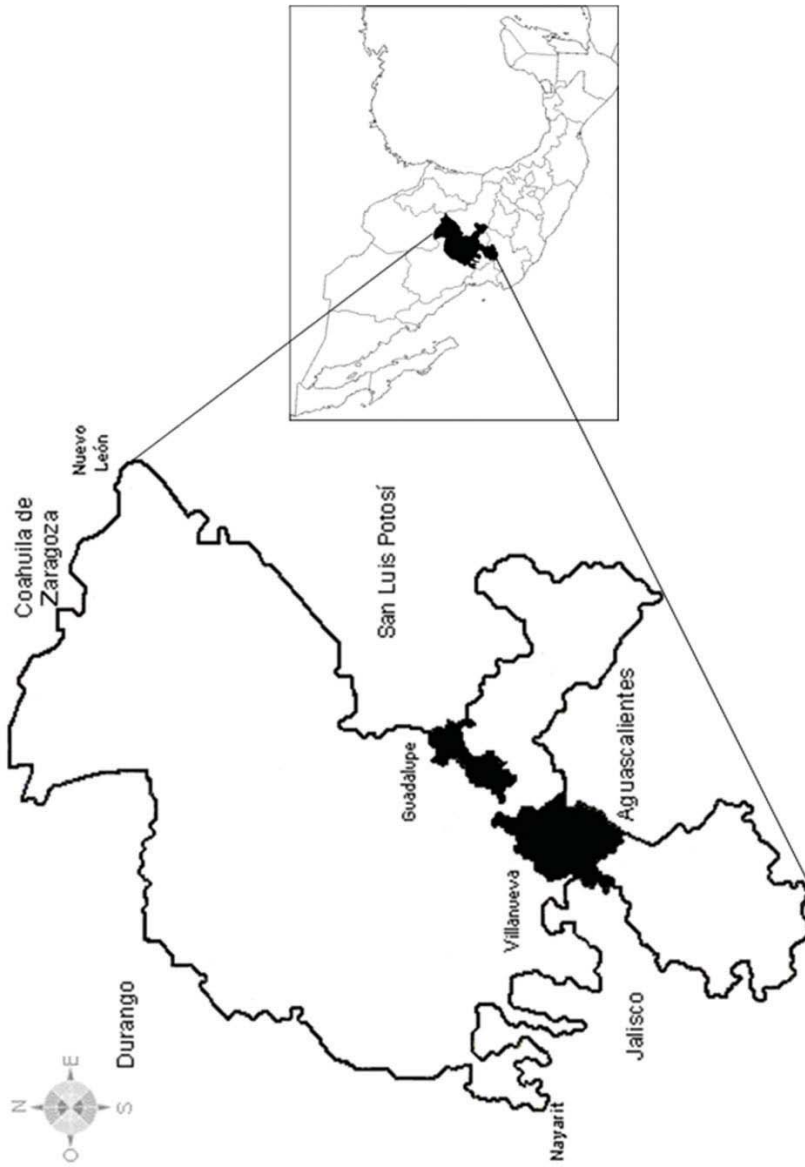 N
O
E
S
Durango
Coahuila de
Zaragoza
Nuevo
León
San Luis Potosí
Guadalupe
Villanueva
Aguascalientes
Jalisco
Nayarit